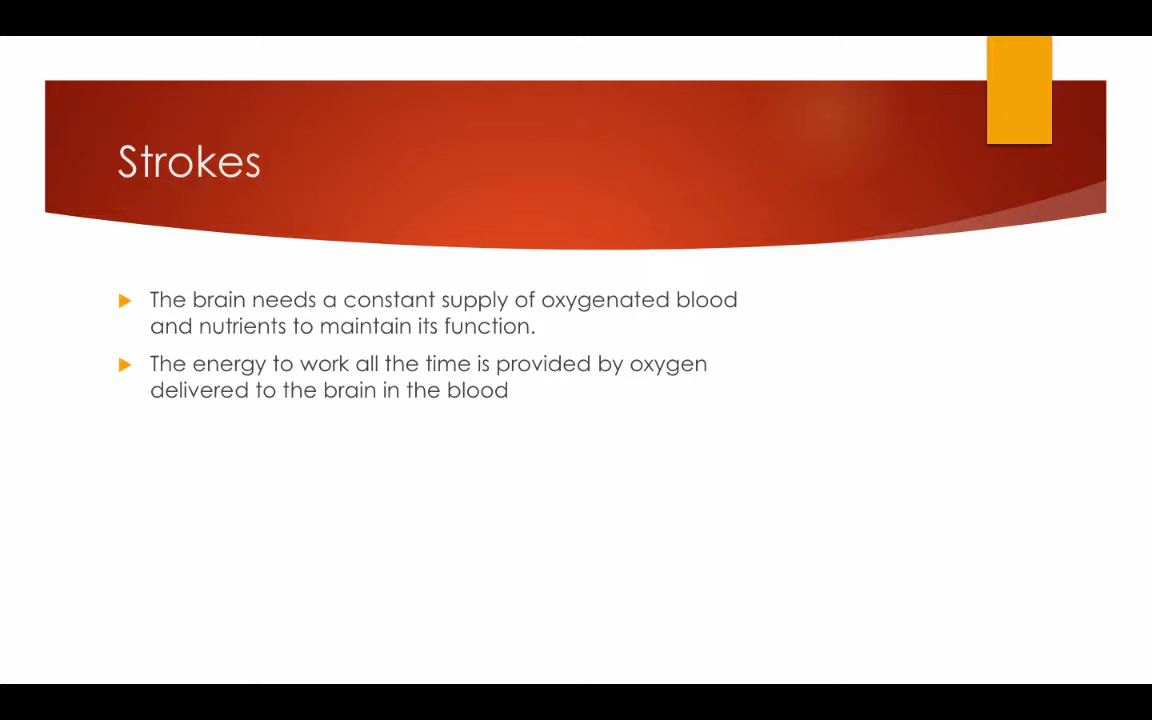 Strokes
The brain needs a constant supply of oxygenated blood
and nutrients to maintain its function.
The energy to work all the time is provided by oxygen
delivered to the brain in the blood